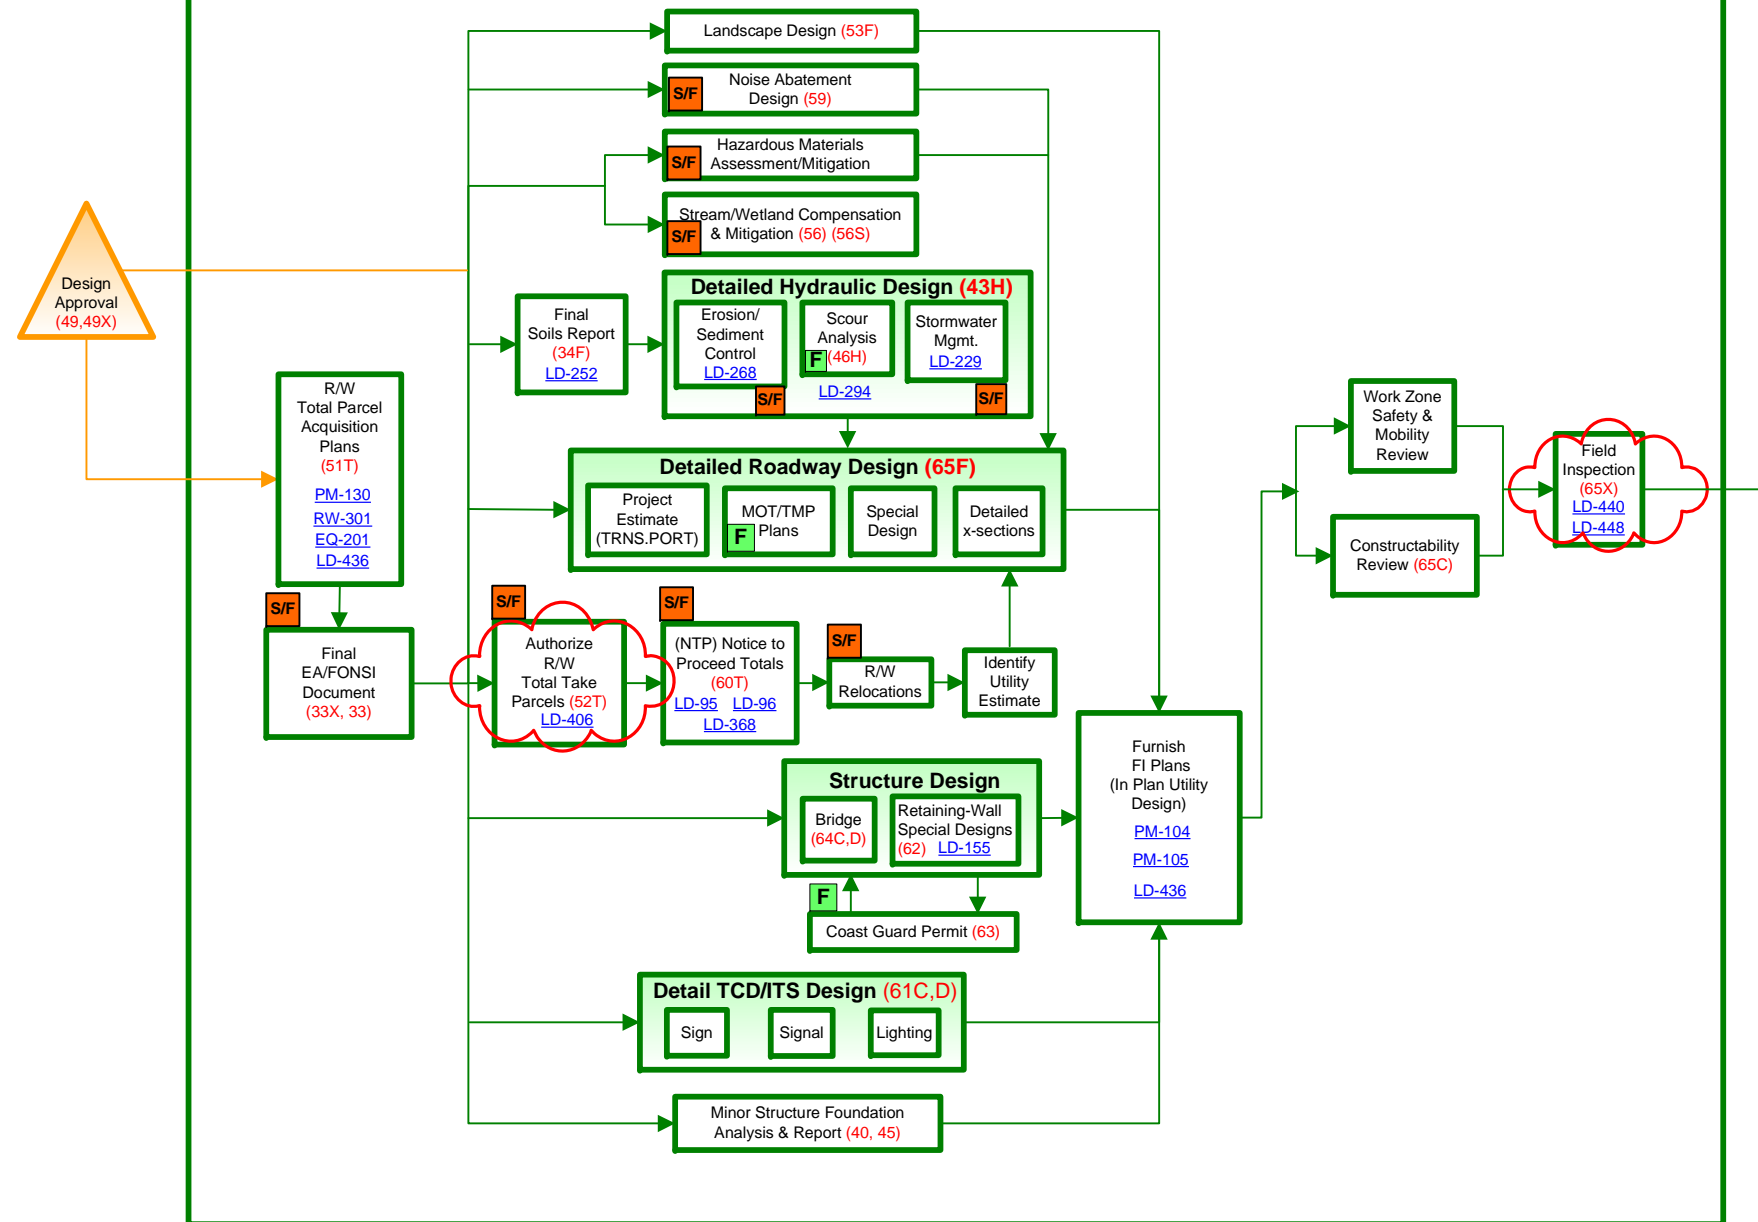 Landscape Design (53F)
S/F
Noise Abatement
Design (59)
S/F
Hazardous Materials
Assessment/Mitigation
S/F
Stream/Wetland Compensation
& Mitigation (56) (56S)
Design
Approval
(49,49X)
Final
Soils Report
(34F)
LD-252
Detailed Hydraulic Design (43H)
Erosion/
Sediment
Control
LD-268
S/F
Scour
Analysis
F (46H)
LD-294
Stormwater
Mgmt.
LD-229
S/F
R/W
Total Parcel
Acquisition
Plans
(51T)
PM-130
RW-301
EQ-201
LD-436
Detailed Roadway Design (65F)
Project
Estimate
(TRNS.PORT)
MOT/TMP
F Plans
Special
Design
Detailed
x-sections
Work Zone
Safety &
Mobility
Review
Constructability
Review (65C)
Field
Inspection
(65X)
LD-440
LD-448
S/F
Final
EA/FONSI
Document
(33X, 33)
S/F
Authorize
R/W
Total Take
Parcels (52T)
LD-406
S/F
(NTP) Notice to
Proceed Totals
(60T)
LD-95 LD-96
LD-368
S/F
R/W
Relocations
Identify
Utility
Estimate
Structure Design
Bridge
(64C,D)
Retaining-Wall
Special Designs
(62) LD-155
F
Coast Guard Permit (63)
Furnish
FI Plans
(In Plan Utility
Design)
PM-104
PM-105
LD-436
Detail TCD/ITS Design (61C,D)
Sign
Signal
Lighting
Minor Structure Foundation
Analysis & Report (40, 45)